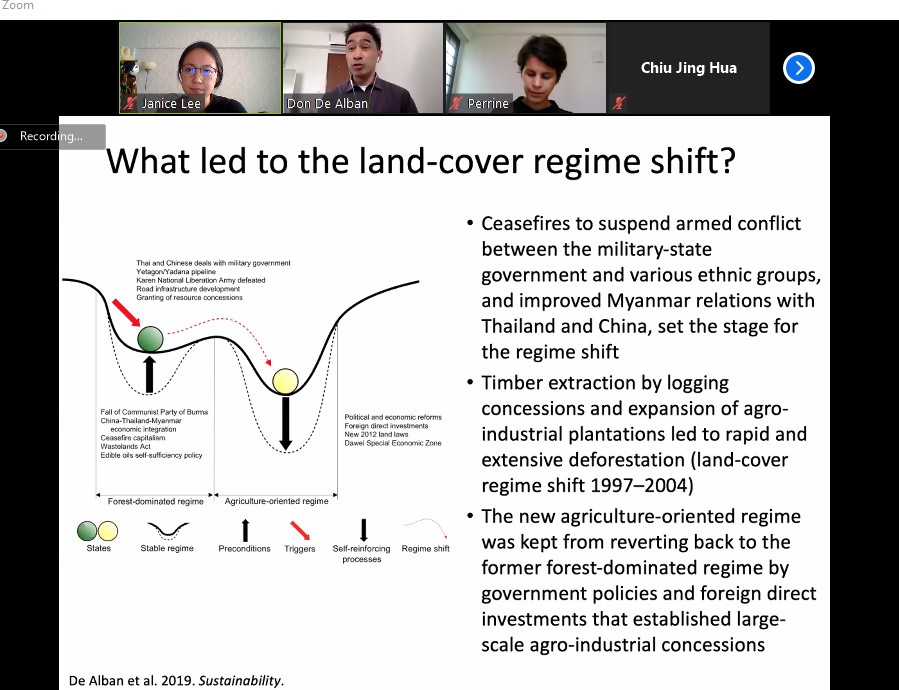 Zoom
Janice Lee
Don De Alban
Perrine
Chiu Jing Hua
Recording...
What led to the land-cover regime shift?
Thai and Chinese deals with military government
Yetagon/Yadana pipeline
Karen National Liberation Army defeated
Road infrastructure development
Granting of resource concessions
Fall of Communist Party of Burma
China-Thailand-Myanmar
economic integration
Ceasefire capitalism
Wastelands Act
Edible oils self-sufficiency policy
Political and economic reforms
Foreign direct investments
New 2012 land laws
Dawei Special Economic Zone
Forest-dominated regime
Agriculture-oriented regime
States
Stable regime
Preconditions
Triggers
Self-reinforcing
processes
Regime shift
• Ceasefires to suspend armed conflict
between the military-state
government and various ethnic groups,
and improved Myanmar relations with
Thailand and China, set the stage for
the regime shift
• Timber extraction by logging
concessions and expansion of agro-
industrial plantations led to rapid and
extensive deforestation (land-cover
regime shift 1997–2004)
• The new agriculture-oriented regime
was kept from reverting back to the
former forest-dominated regime by
government policies and foreign direct
investments that established large-
scale agro-industrial concessions
De Alban et al. 2019. Sustainability.